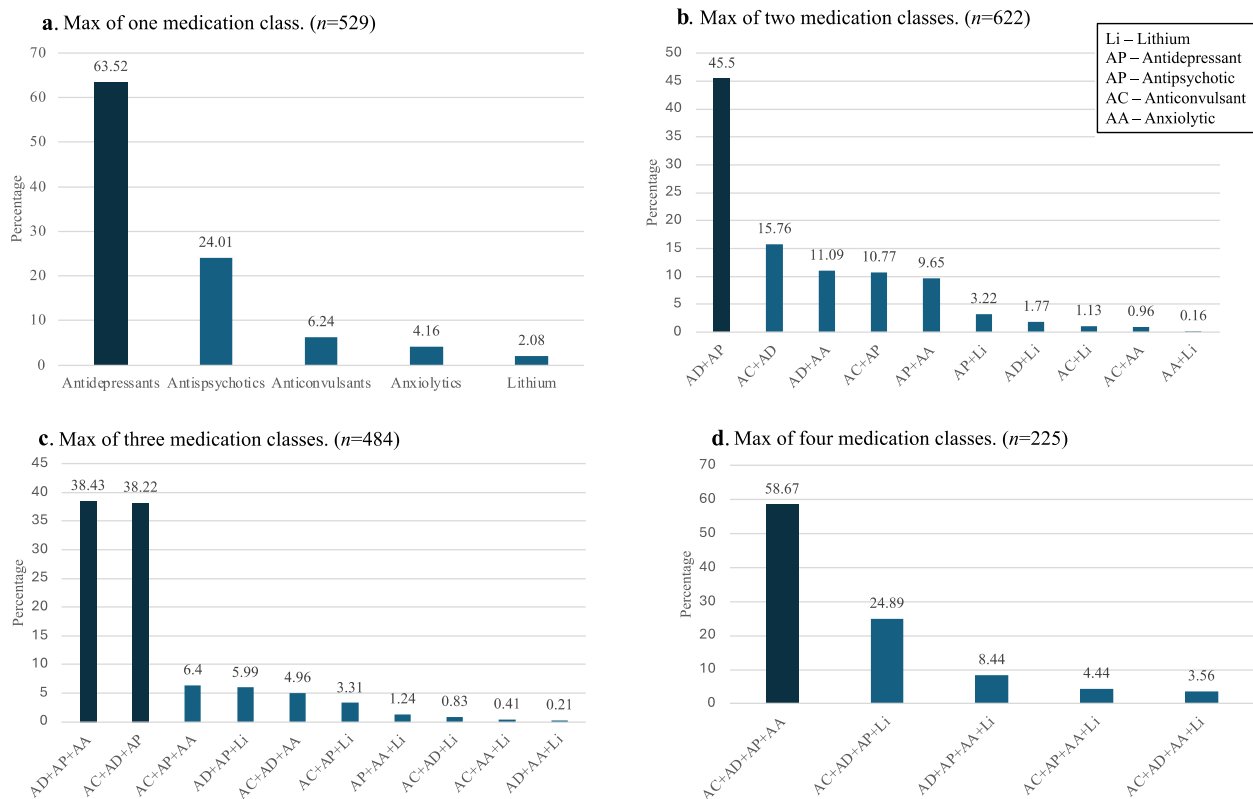 a. Max of one medication class. (n=529)
70
60
50
40
30
20
10
0
Percentage
63.52
24.01
6.24
4.16
2.08
Antidepressants
Antispsychotics
Anticonvulsants
Anxiolytics
Lithium
b. Max of two medication classes. (n=622)
Li – Lithium
AP – Antidepressant
AP – Antipsychotic
AC – Anticonvulsant
AA – Anxiolytic
50
45
40
35
30
25
20
15
10
5
0
Percentage
45.5
15.76
11.09
10.77
9.65
3.22
1.77
1.13
0.96
0.16
AD+AP
AC+AD
AD+AA
AC+AP
AP+AA
AP+Li
AD+Li
AC+Li
AC+AA
AA+Li
c. Max of three medication classes. (n=484)
45
40
35
30
25
20
15
10
5
0
Percentage
38.43
38.22
6.4
5.99
4.96
3.31
1.24
0.83
0.41
0.21
AD+AP+AA
AC+AD+AP
AC+AP+AA
AD+AP+Li
AC+AD+AA
AC+AP+Li
AP+AA+Li
AC+AD+Li
AC+AA+Li
AD+AA+Li
d. Max of four medication classes. (n=225)
70
60
50
40
30
20
10
0
Percentage
58.67
24.89
8.44
4.44
3.56
AC+AD+AP+AA
AC+AD+AP+Li
AD+AP+AA+Li
AC+AP+AA+Li
AC+AD+AA+Li